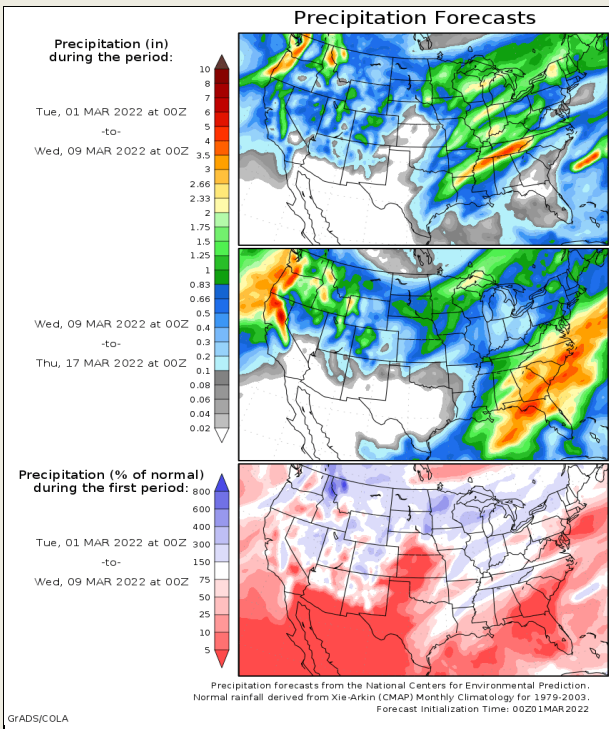 Precipitation Forecasts
Precipitation (in)
during the period:
Tue, 01 MAR 2022 at 00Z
-to-
Wed, 09 MAR 2022 at 00Z
10
8
7
6
5
4
3.5
3
2.66
2.33
2
1.75
1.5
1.25
1
0.83
0.66
0.5
0.4
0.3
0.2
0.1
0.08
0.06
0.04
0.02
Wed, 09 MAR 2022 at 00Z
-to-
Thu, 17 MAR 2022 at 00Z
Precipitation (% of normal)
during the first period:
Tue, 01 MAR 2022 at 00Z
-to-
Wed, 09 MAR 2022 at 00Z
800
600
400
300
150
75
50
25
10
5
Precipitation forecasts from the National Centers for Environmental Prediction.
Normal rainfall derived from Xie-Arkin (CMAP) Monthly Climatology for 1979-2003.
Forecast Initialization Time: 00Z01MAR2022
GrADS/COLA